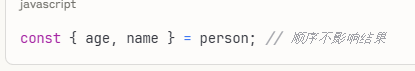 javascript
const { age, name } = person; // 顺序不影响结果